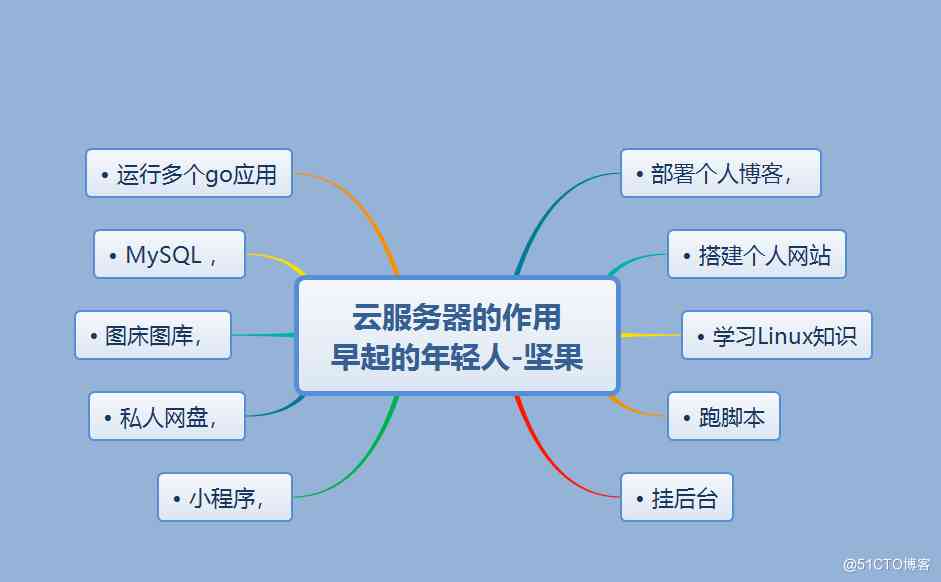 • 运行多个go应用
• MySQL ，
• 图床图库，
• 私人网盘，
• 小程序，
云服务器的作用
早起的年轻人-坚果
• 部署个人博客，
• 搭建个人网站
• 学习Linux知识
• 跑脚本
• 挂后台
@51CTO博客